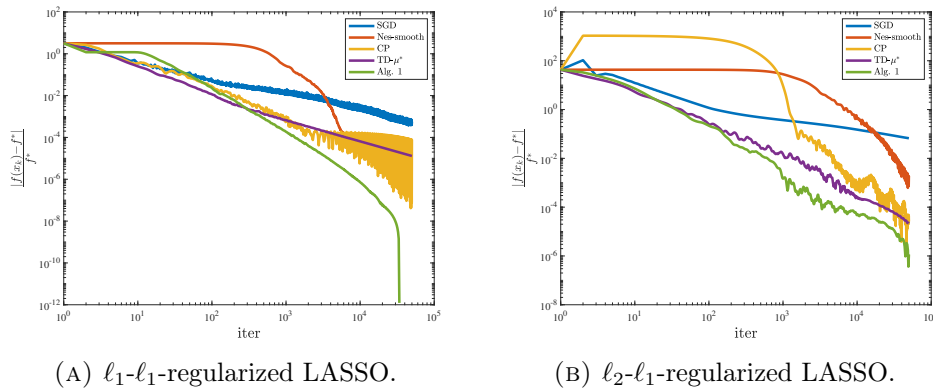 SGD
Nes-smooth
CP
TD-μ*
Alg. 1
10^2
10^0
10^-2
10^-4
10^-6
10^-8
10^-10
10^-12
|f(x_k)-f*|
f*
10^0 10^1 10^2 10^3 10^4 10^5
iter
(A) ℓ1-ℓ1-regularized LASSO.
SGD
Nes-smooth
CP
TD-μ*
Alg. 1
10^4
10^2
10^0
10^-2
10^-4
10^-6
10^-8
|f(x_k)-f*|
f*
10^0 10^1 10^2 10^3 10^4 10
iter
(B) ℓ2-ℓ1-regularized LASSO.